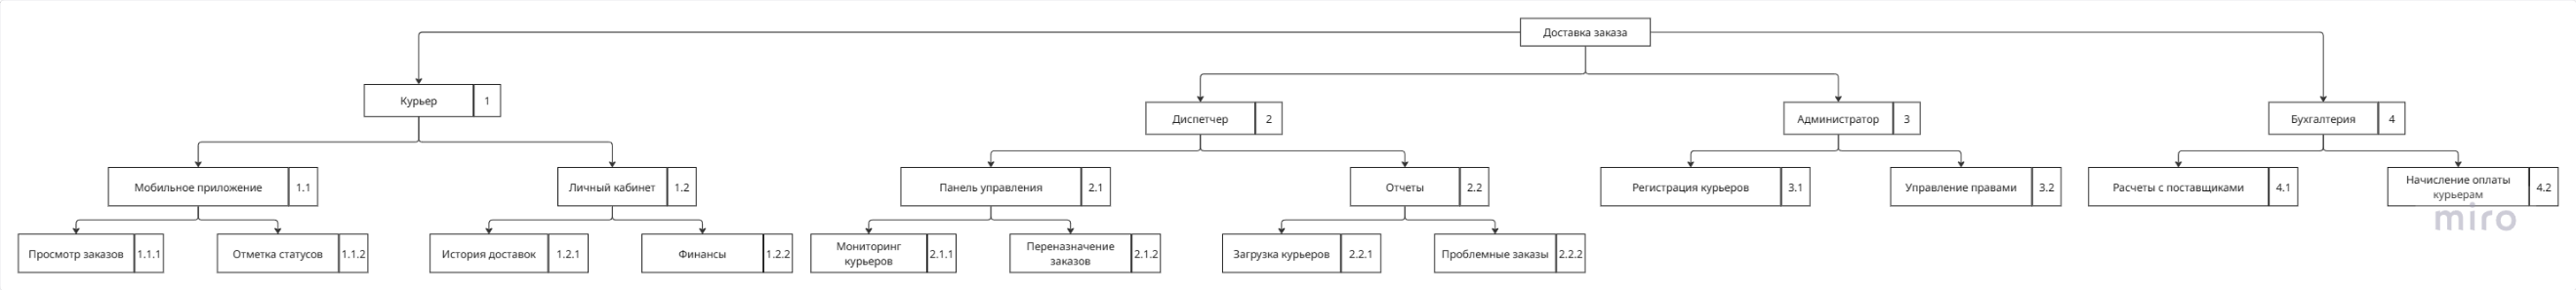 Доставка заказа
Курьер 1
Диспетчер 2
Администратор 3
Бухгалтерия 4
Мобильное приложение 1.1
Личный кабинет 1.2
Панель управления 2.1
Отчеты 2.2
Регистрация курьеров 3.1
Управление правами 3.2
Расчеты с поставщиками 4.1
Начисление оплаты
курьерам
4.2
Просмотр заказов 1.1.1
Отметка статусов 1.1.2
История доставок 1.2.1
Финансы 1.2.2
Мониторинг
курьеров
2.1.1
Переназначение
заказов
2.1.2
Загрузка курьеров 2.2.1
Проблемные заказы 2.2.2
miro